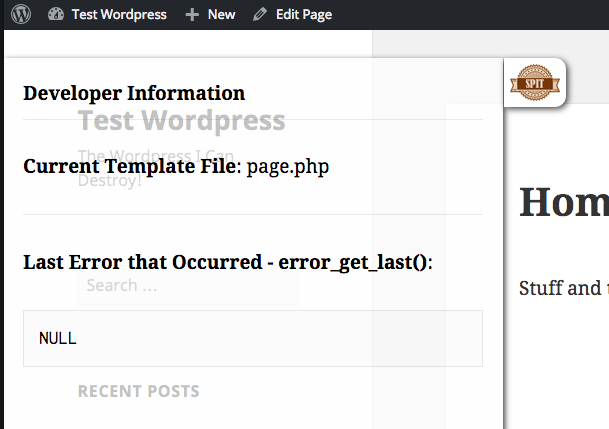 Test Wordpress New Edit Page
SPIT
Developer Information
Test Wordpress
The Wordpress I Can
Destroy!
Current Template File: page.php
Hom
Last Error that Occurred - error_get_last():
Search ...
Stuff and t
NULL
RECENT POSTS